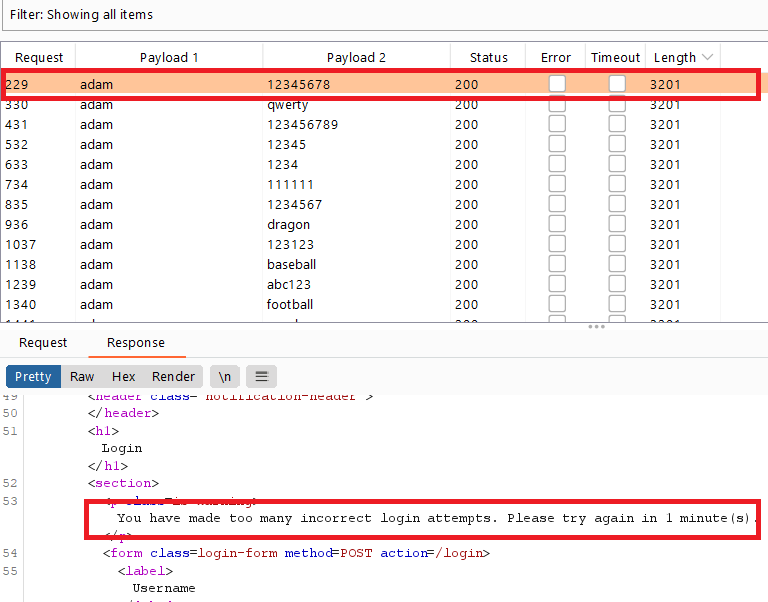 Filter: Showing all items
Request Payload 1 Payload 2 Status Error Timeout Length
229 adam 12345678 200 3201
330 adam qwerty 200 3201
431 adam 123456789 200 3201
532 adam 12345 200 3201
633 adam 1234 200 3201
734 adam 111111 200 3201
835 adam 1234567 200 3201
936 adam dragon 200 3201
1037 adam 123123 200 3201
1138 adam baseball 200 3201
1239 adam abc123 200 3201
1340 adam football 200 3201
Request Response
Pretty Raw Hex Render \n
49 <header class="notification-header">
50 </header>
51 <h1>
Login
</h1>
52 <section>
53 <p class=is-warning>
You have made too many incorrect login attempts. Please try again in 1 minute(s).
</p>
54 <form class=login-form method=POST action=/login>
55 <label>
Username